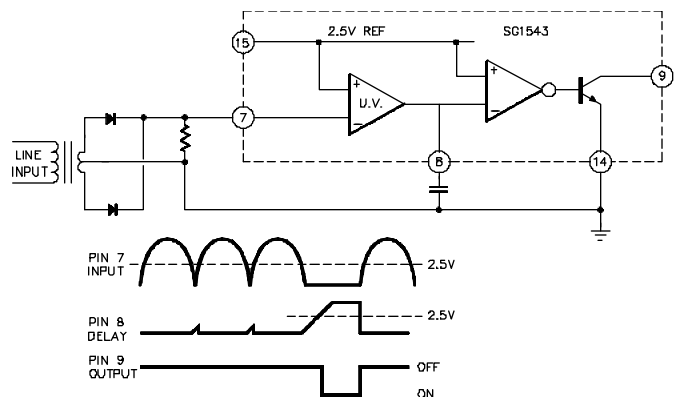 2.5V REF
SG1543
15
9
+
+
U.V.
7
−
−
LINE
INPUT
8
14
PIN 7
INPUT
2.5V
PIN 8
DELAY
2.5V
PIN 9
OUTPUT
OFF
ON